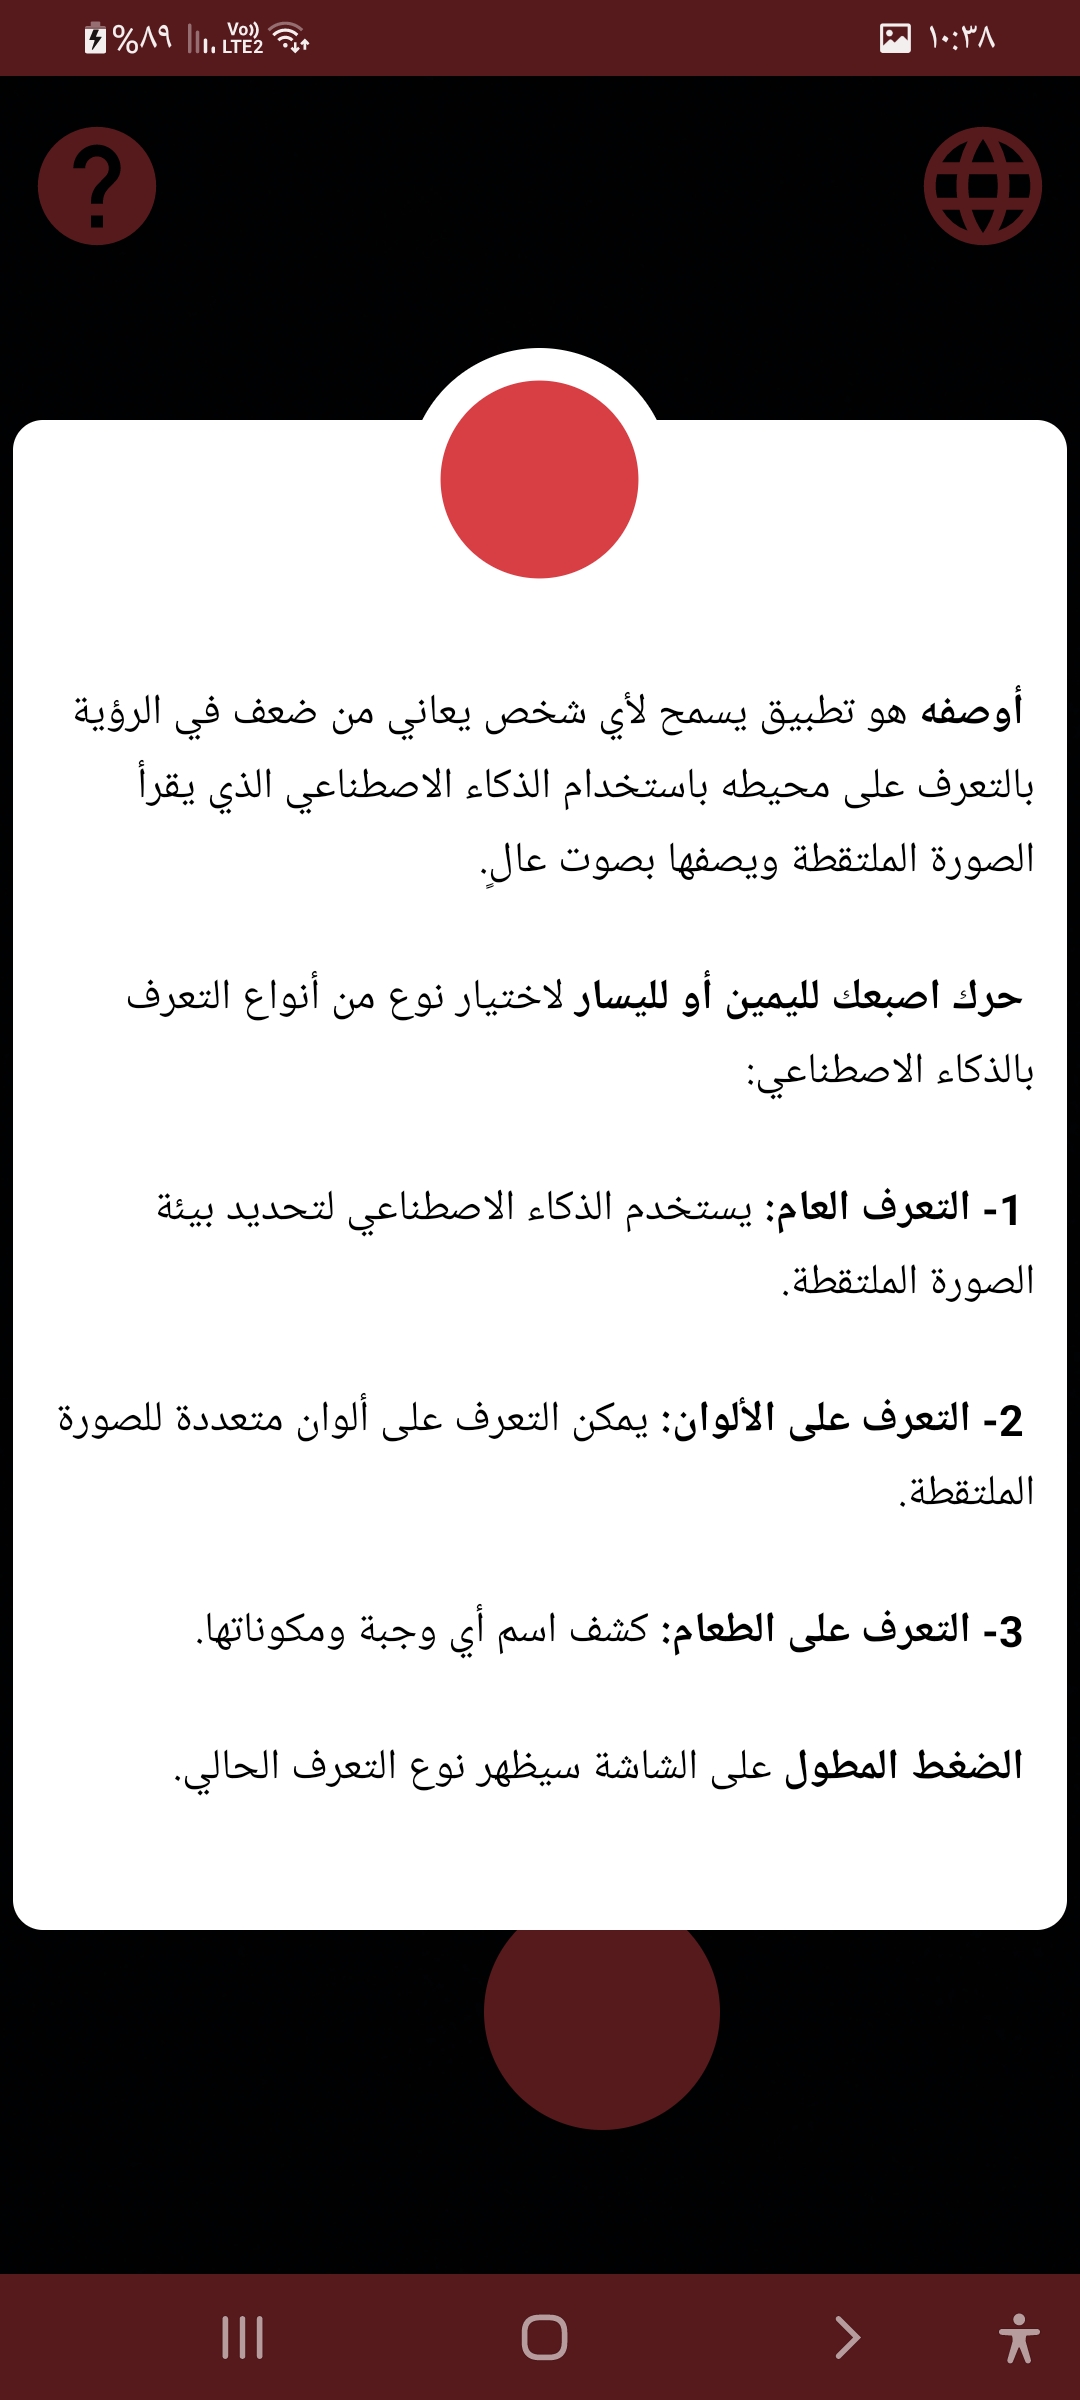 ١٠:٣٨
%٨٩
Vo))
LTE2
أوصفه هو تطبيق يسمح لأي شخص يعاني من ضعف في الرؤية
بالتعرف على محيطه باستخدام الذكاء الاصطناعي الذي يقرأ
الصورة الملتقطة ويصفها بصوت عالٍ.
حرك اصبعك لليمين أو لليسار لاختيار نوع من أنواع التعرف
بالذكاء الاصطناعي:
1- التعرف العام: يستخدم الذكاء الاصطناعي لتحديد بيئة
الصورة الملتقطة.
2- التعرف على الألوان: يمكن التعرف على ألوان متعددة للصورة
الملتقطة.
3- التعرف على الطعام: كشف اسم أي وجبة ومكوناتها.
الضغط المطول على الشاشة سيظهر نوع التعرف الحالي.